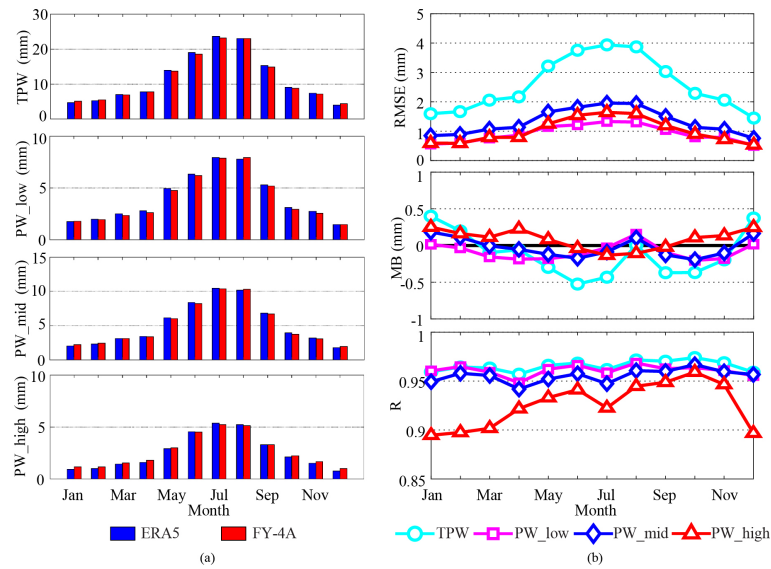 TPW (mm)
30
20
10
0
PW_low (mm)
10
5
0
PW_mid (mm)
15
10
5
0
PW_high (mm)
10
5
0
Jan Mar May Jul Sep Nov
Month
ERA5 FY-4A
(a)
RMSE (mm)
5
4
3
2
1
0
MB (mm)
1
0.5
0
-0.5
-1
R
1
0.95
0.9
0.85
Jan Mar May Jul Sep Nov
Month
TPW PW_low PW_mid PW_high
(b)